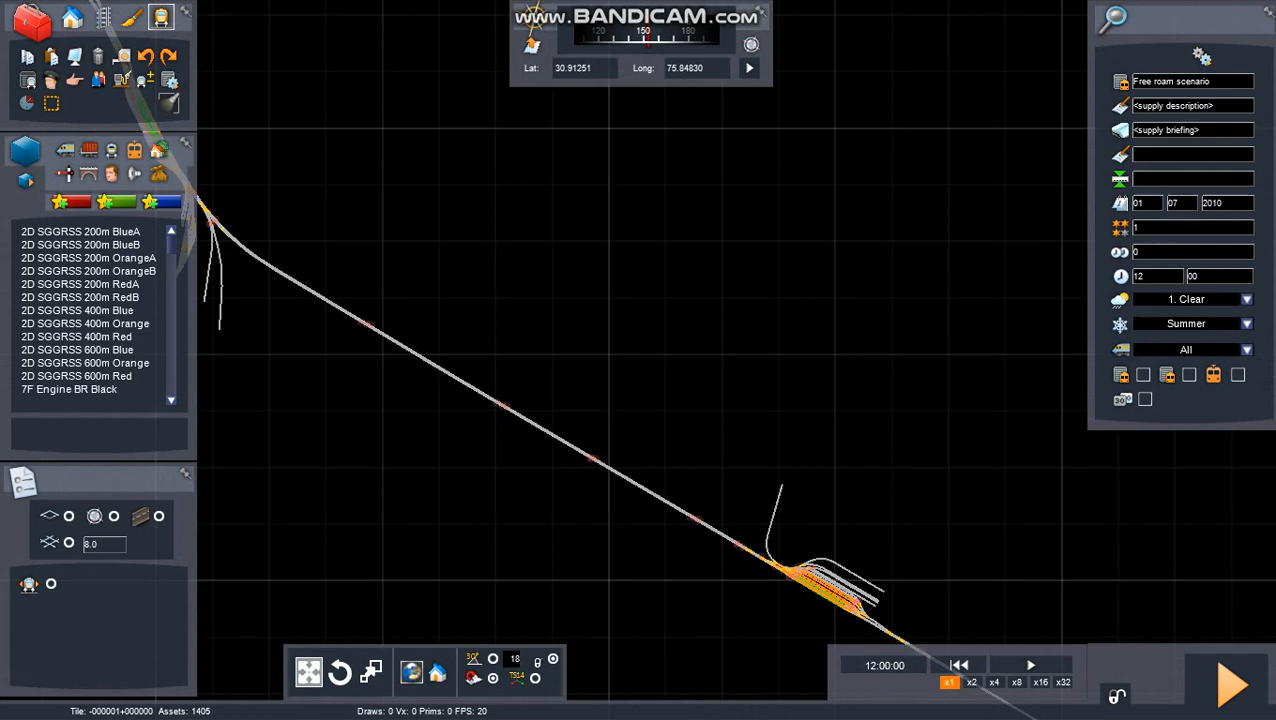 www.BANDICAM.com
120 150 180
Lat: 30.91251 Long: 75.84830
Free roam scenario
<supply description>
<supply briefing>
01 07 2010
1
0
12 00
1. Clear
Summer
All
2D SGGRSS 200m BlueA
2D SGGRSS 200m BlueB
2D SGGRSS 200m OrangeA
2D SGGRSS 200m OrangeB
2D SGGRSS 200m RedA
2D SGGRSS 200m RedB
2D SGGRSS 400m Blue
2D SGGRSS 400m Orange
2D SGGRSS 400m Red
2D SGGRSS 600m Blue
2D SGGRSS 600m Orange
2D SGGRSS 600m Red
7F Engine BR Black
8.0
30° 18
TS14
12:00:00
x1 x2 x4 x8 x16 x32
Tile: -000001+000000 Assets: 1405 Draws: 0 Vx: 0 Prims: 0 FPS: 20